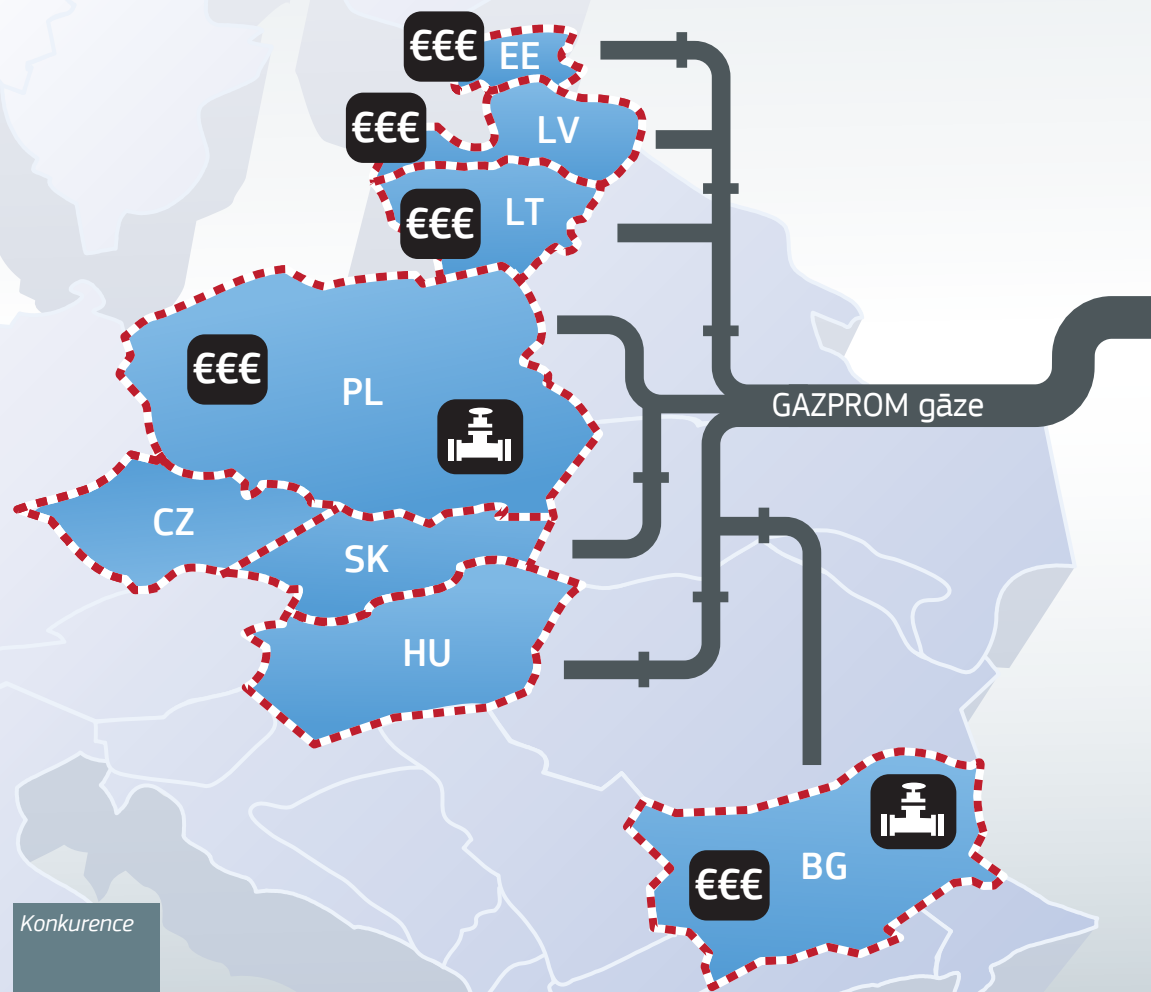 €€€
EE
€€€
LV
€€€
LT
€€€
PL
GAZPROM gāze
CZ
SK
HU
€€€
BG
Konkurence